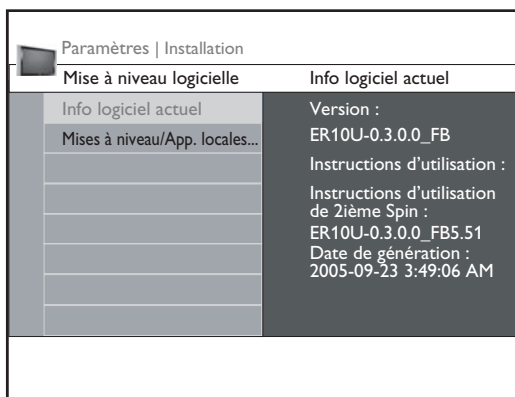 Paramètres | Installation
Mise à niveau logicielle
Info logiciel actuel
Mises à niveau/App. locales...
Info logiciel actuel
Version :
ER10U-0.3.0.0_FB
Instructions d’utilisation :
Instructions d’utilisation
de 2ième Spin :
ER10U-0.3.0.0_FB5.51
Date de génération :
2005-09-23 3:49:06 AM